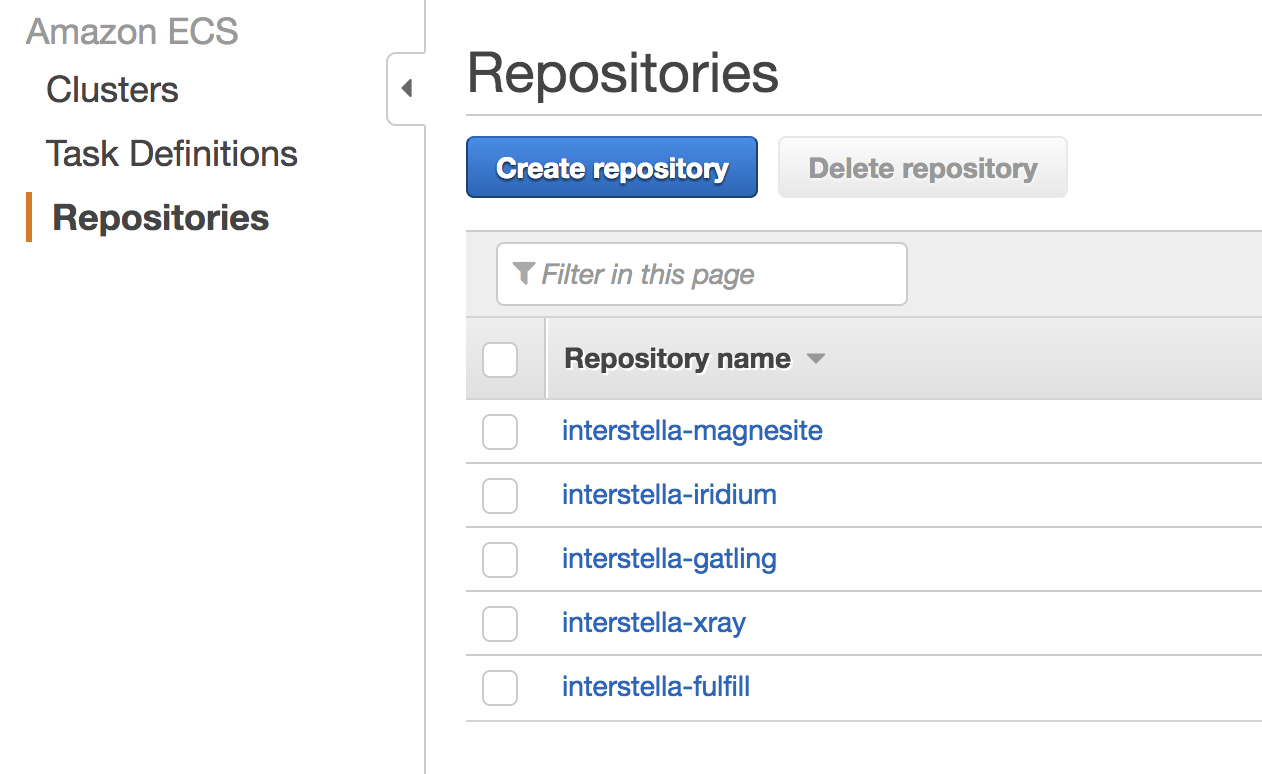 Amazon ECS
Clusters
Task Definitions
Repositories
Repositories
Create repository
Delete repository
Filter in this page
Repository name
interstella-magnesite
interstella-iridium
interstella-gatling
interstella-xray
interstella-fulfill